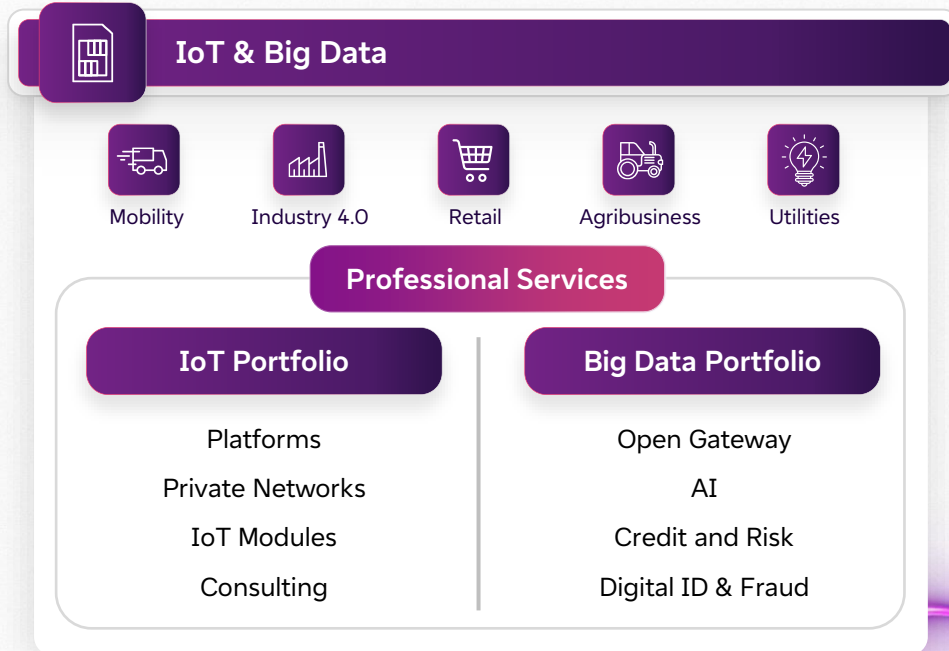 IoT & Big Data
Mobility
Industry 4.0
Retail
Agribusiness
Utilities
Professional Services
IoT Portfolio
Platforms
Private Networks
IoT Modules
Consulting
Big Data Portfolio
Open Gateway
AI
Credit and Risk
Digital ID & Fraud